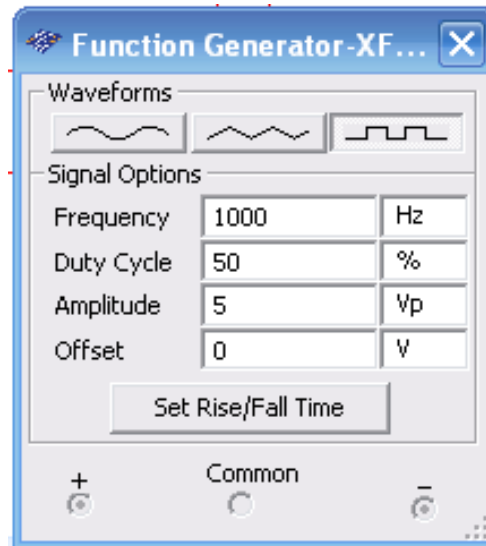 Function Generator-XF...
Waveforms
Signal Options
Frequency 1000 Hz
Duty Cycle 50 %
Amplitude 5 Vp
Offset 0 V
Set Rise/Fall Time
+ Common −